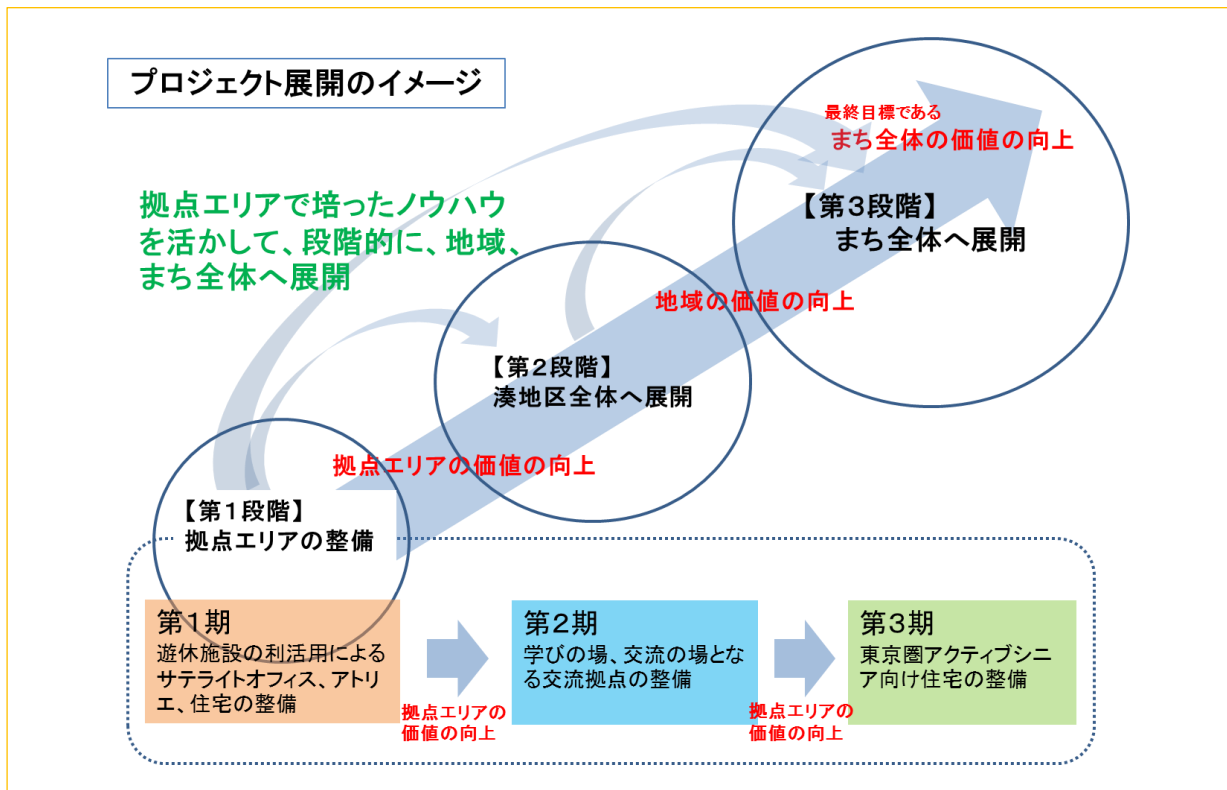 プロジェクト展開のイメージ
最終目標である
まち全体の価値の向上
拠点エリアで培ったノウハウ
を活かして、段階的に、地域、
まち全体へ展開
【第3段階】
まち全体へ展開
地域の価値の向上
【第2段階】
湊地区全体へ展開
拠点エリアの価値の向上
【第1段階】
拠点エリアの整備
第1期
遊休施設の利活用による
サテライトオフィス、アトリ
エ、住宅の整備
拠点エリアの
価値の向上
第2期
学びの場、交流の場とな
る交流拠点の整備
拠点エリアの
価値の向上
第3期
東京圏アクティブシニ
ア向け住宅の整備